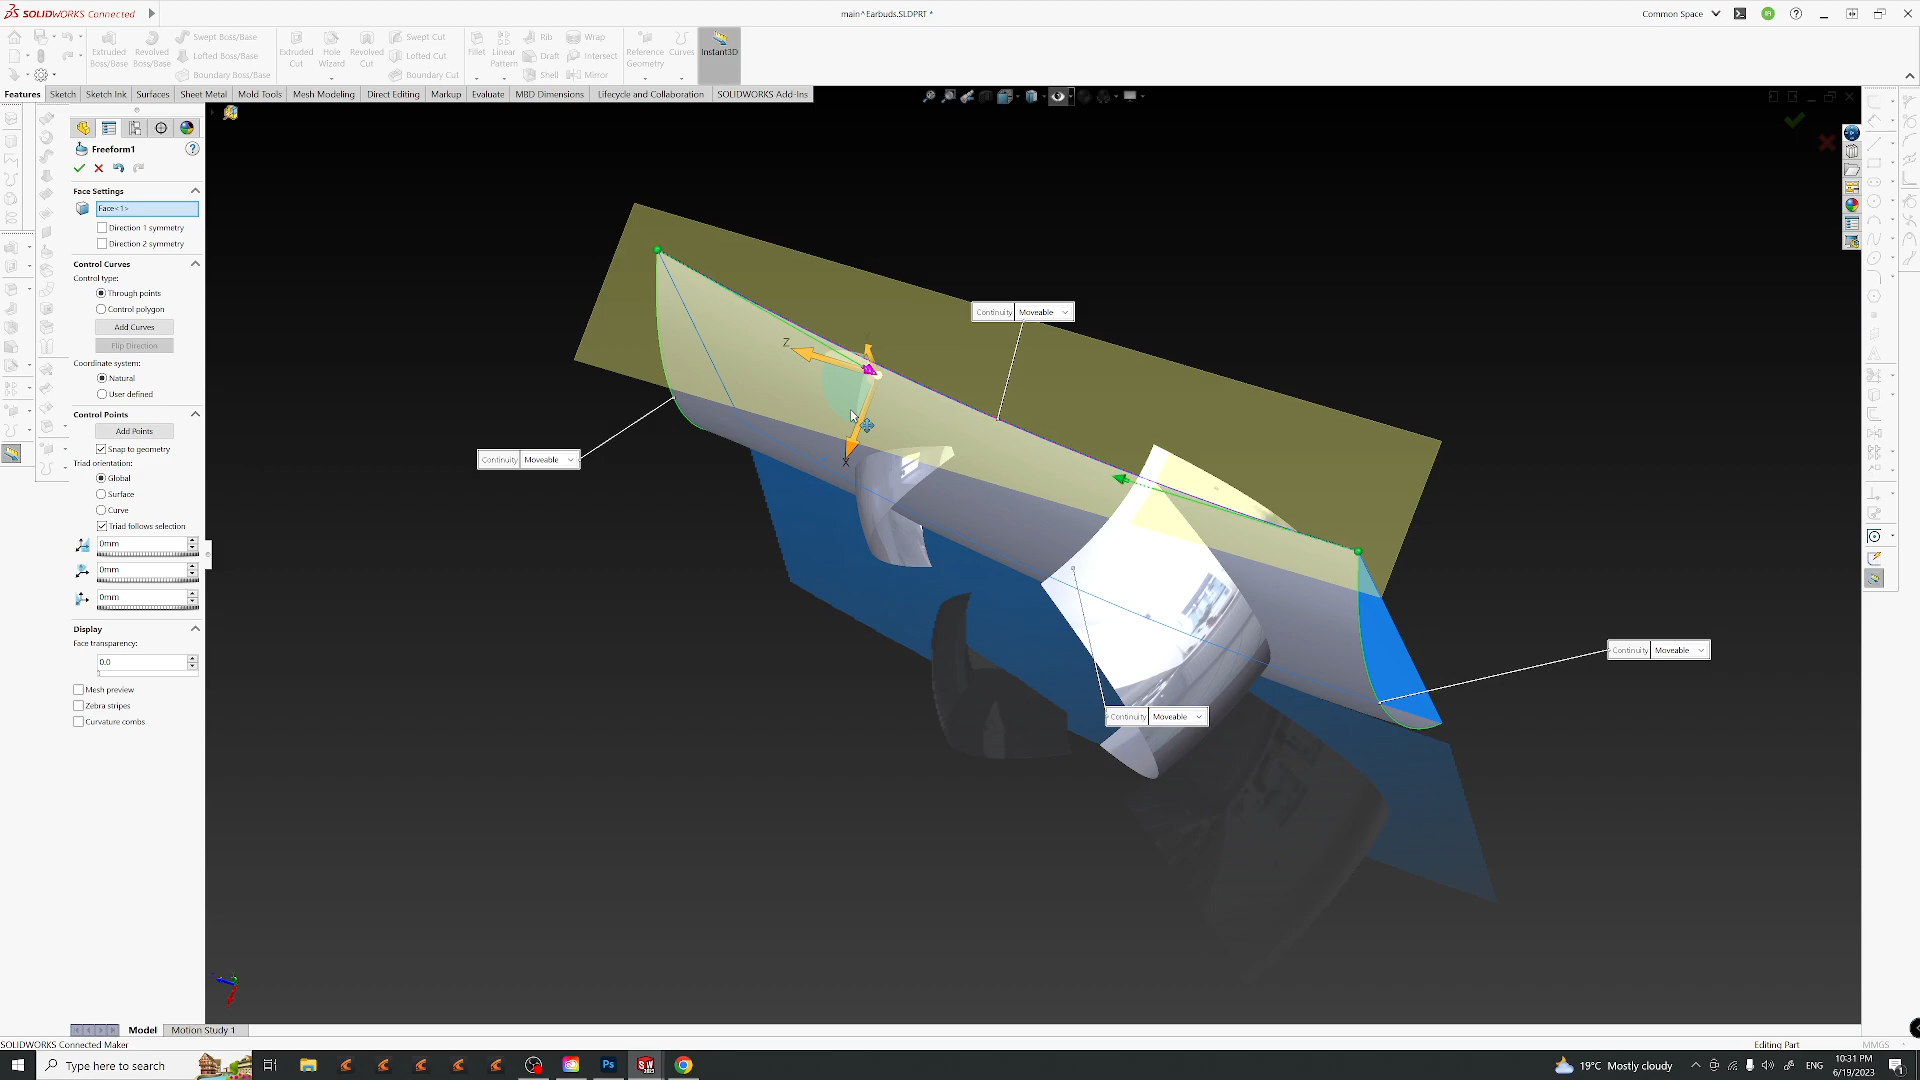 SOLIDWORKS Connected
main^Earbuds.SLDPRT *
Common Space
Extruded Boss/Base
Revolved Boss/Base
Swept Boss/Base
Lofted Boss/Base
Boundary Boss/Base
Extruded Cut
Hole Wizard
Revolved Cut
Swept Cut
Lofted Cut
Boundary Cut
Fillet
Linear Pattern
Rib
Draft
Shell
Wrap
Intersect
Mirror
Reference Geometry
Curves
Instant3D
Features
Sketch
Sketch Ink
Surfaces
Sheet Metal
Mold Tools
Mesh Modeling
Direct Editing
Markup
Evaluate
MBD Dimensions
Lifecycle and Collaboration
SOLIDWORKS Add-Ins
Freeform1
Face Settings
Face<1>
Direction 1 symmetry
Direction 2 symmetry
Control Curves
Control type:
Through points
Control polygon
Add Curves
Flip Direction
Coordinate system:
Natural
User defined
Control Points
Add Points
Snap to geometry
Triad orientation:
Global
Surface
Curve
Triad follows selection
0mm
0mm
0mm
Display
Face transparency:
0.0
Mesh preview
Zebra stripes
Curvature combs
Continuity Moveable
Z
X
Continuity Moveable
Continuity Moveable
Continuity Moveable
Model
Motion Study 1
SOLIDWORKS Connected Maker
Editing Part
MMGS
Type here to search
Ps
SW
2023
19°C Mostly cloudy
ENG
10:31 PM
6/19/2023